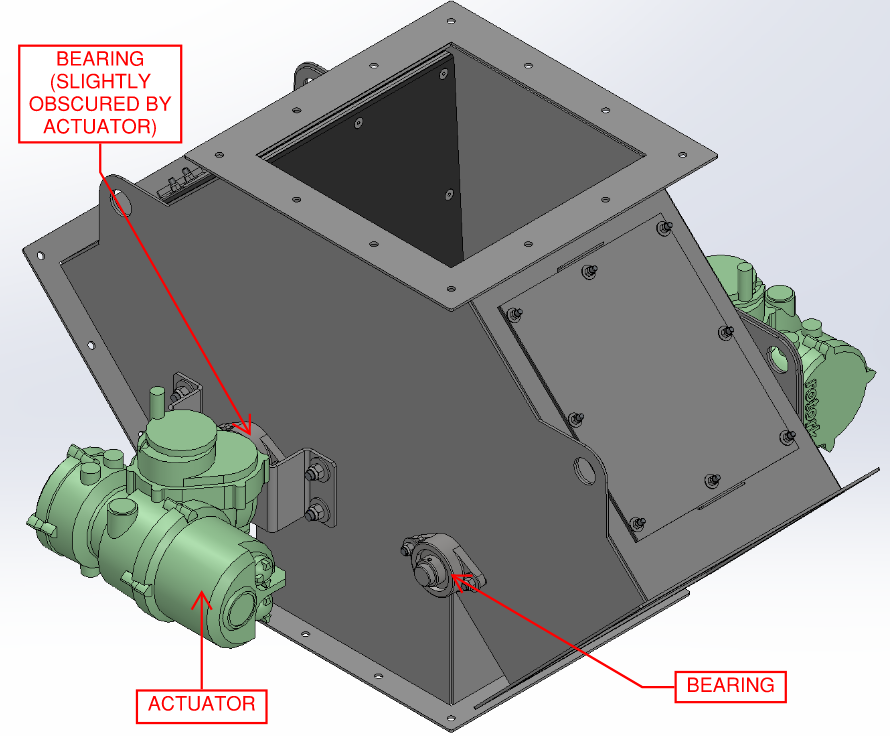 BEARING
(SLIGHTLY
OBSCURED BY
ACTUATOR)
ACTUATOR
BEARING